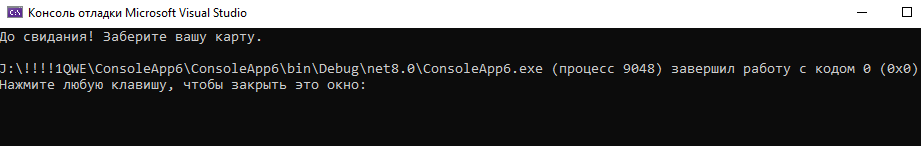 Консоль отладки Microsoft Visual Studio
До свидания! Заберите вашу карту.
J:\!!!!1QWE\ConsoleApp6\ConsoleApp6\bin\Debug\net8.0\ConsoleApp6.exe (процесс 9048) завершил работу с кодом 0 (0x0)
Нажмите любую клавишу, чтобы закрыть это окно: